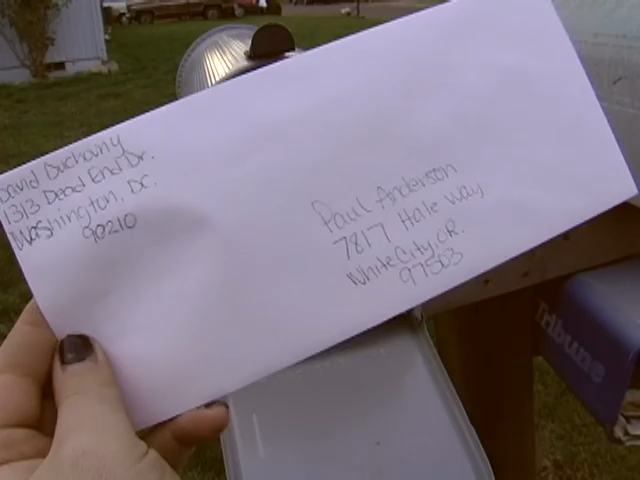 David Duchovny
1313 Dead End Dr.
Washington, DC.
90210
Paul Anderson
7817 Hale Way
White City, OR.
97503
Tribune